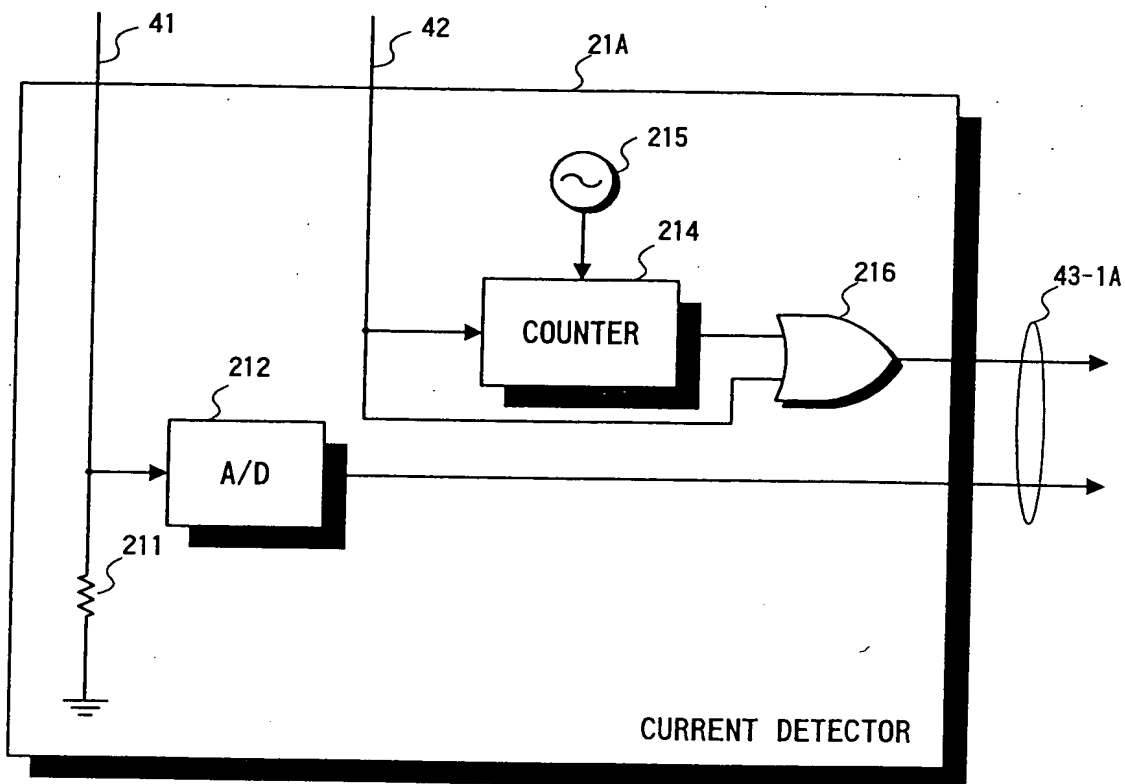 41
42
21A
215
214
216
43-1A
COUNTER
212
A/D
211
CURRENT DETECTOR